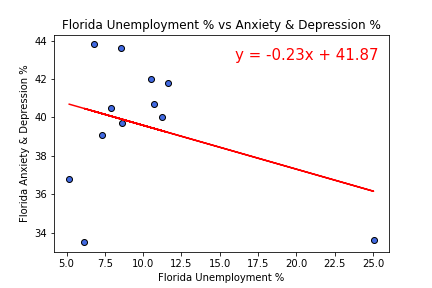 Florida Unemployment % vs Anxiety & Depression %
y = -0.23x + 41.87
44
42
40
38
36
34
Florida Anxiety & Depression %
5.0 7.5 10.0 12.5 15.0 17.5 20.0 22.5 25.0
Florida Unemployment %